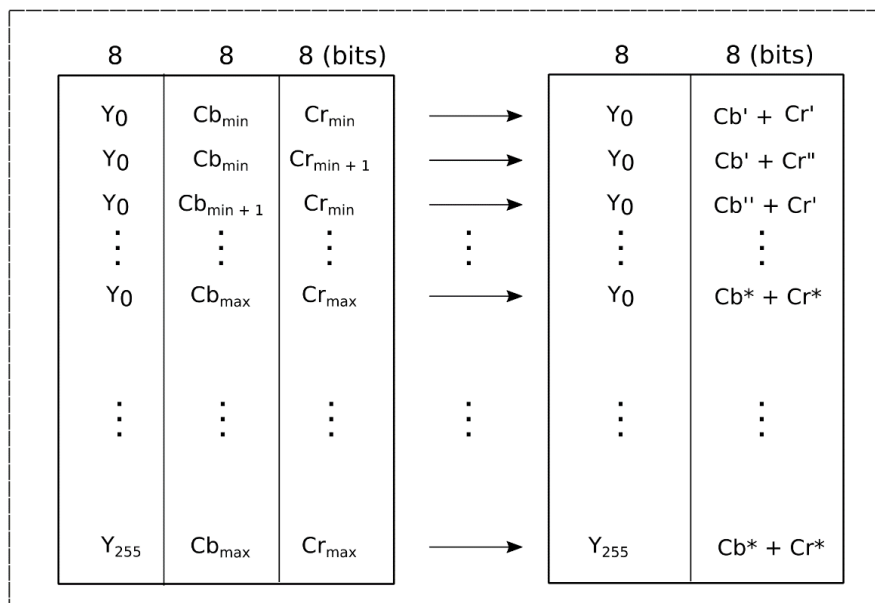 8 8 8 (bits) 8 8 (bits)
Y0 Cbmin Crmin Y0 Cb' + Cr'
Y0 Cbmin Crmin + 1 Y0 Cb' + Cr"
Y0 Cbmin + 1 Crmin Y0 Cb'' + Cr'
Y0 Cbmax Crmax Y0 Cb* + Cr*
Y255 Cbmax Crmax Y255 Cb* + Cr*